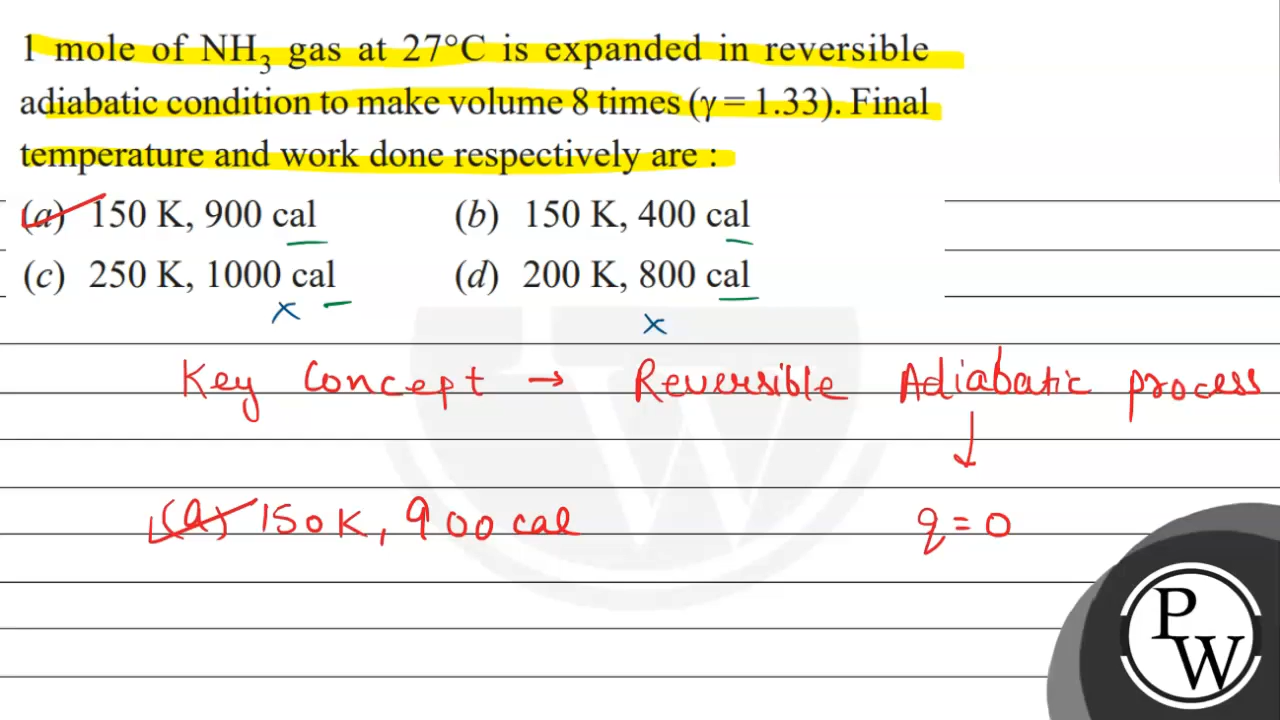 1 mole of NH₃ gas at 27°C is expanded in reversible
adiabatic condition to make volume 8 times (γ = 1.33). Final
temperature and work done respectively are :
(a) 150 K, 900 cal (b) 150 K, 400 cal
(c) 250 K, 1000 cal (d) 200 K, 800 cal
x x
Key Concept → Reversible Adiabatic process
↓
(a) 150 K, 900 cal q = 0
P
W